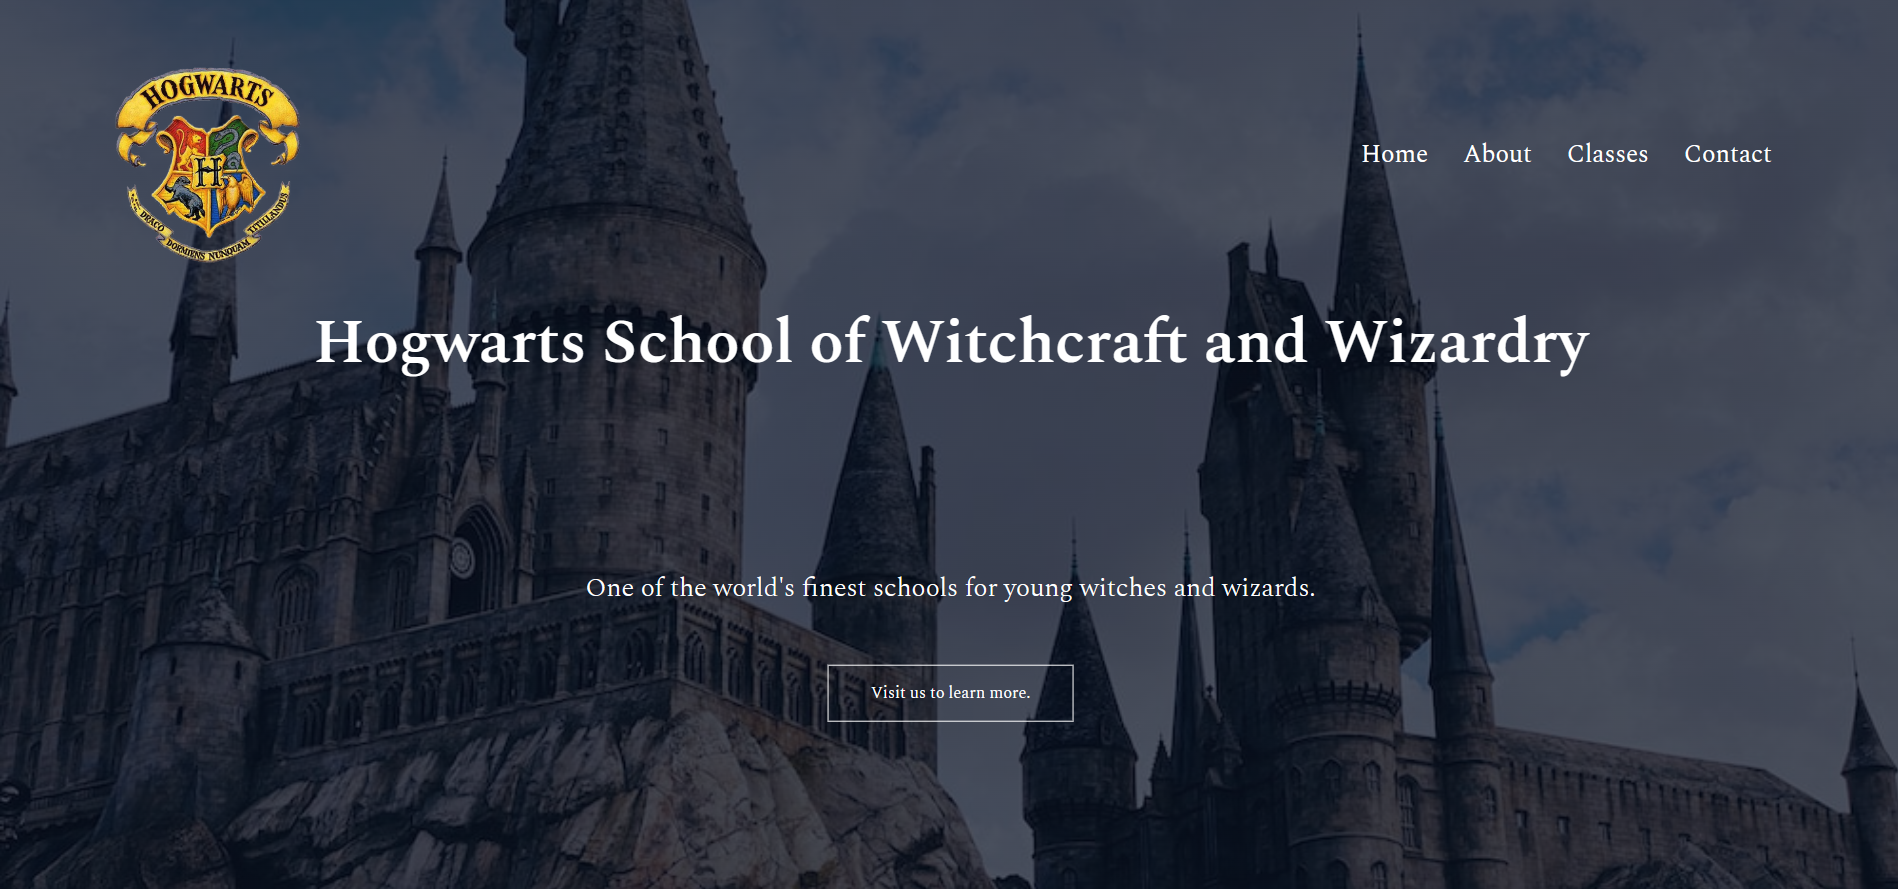 HOGWARTS
H
DRACO DORMIENS NUNQUAM TITILLANDUS
Home About Classes Contact
Hogwarts School of Witchcraft and Wizardry
One of the world's finest schools for young witches and wizards.
Visit us to learn more.